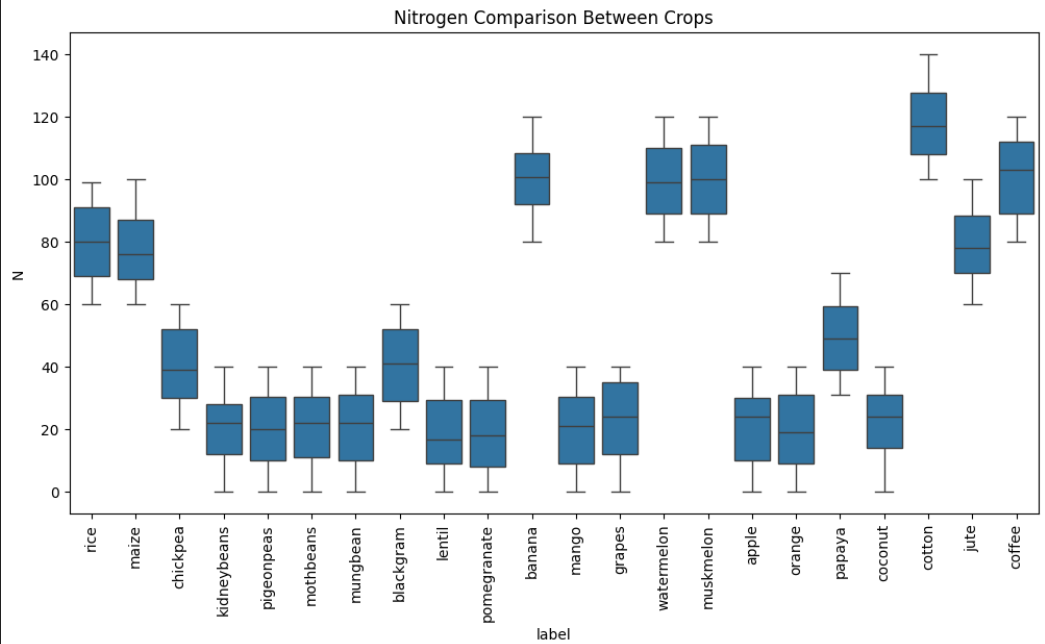 Nitrogen Comparison Between Crops
140
120
100
80
60
40
20
0
N
rice
maize
chickpea
kidneybeans
pigeonpeas
mothbeans
mungbean
blackgram
lentil
pomegranate
banana
mango
grapes
watermelon
muskmelon
apple
orange
papaya
coconut
cotton
jute
coffee
label